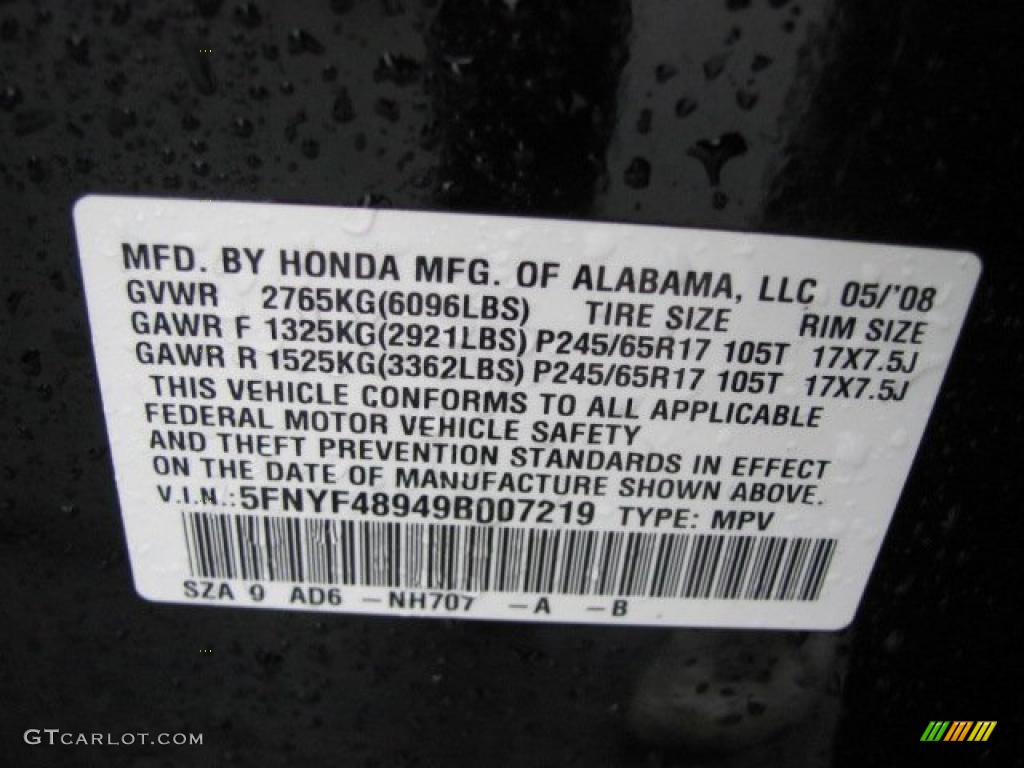 MFD. BY HONDA MFG. OF ALABAMA, LLC 05/'08
GVWR 2765KG(6096LBS) TIRE SIZE RIM SIZE
GAWR F 1325KG(2921LBS) P245/65R17 105T 17X7.5J
GAWR R 1525KG(3362LBS) P245/65R17 105T 17X7.5J
THIS VEHICLE CONFORMS TO ALL APPLICABLE
FEDERAL MOTOR VEHICLE SAFETY
AND THEFT PREVENTION STANDARDS IN EFFECT
ON THE DATE OF MANUFACTURE SHOWN ABOVE.
V.I.N.:5FNYF48949B007219 TYPE: MPV
SZA 9 AD6 -NH707 -A -B
GTCARLOT.COM